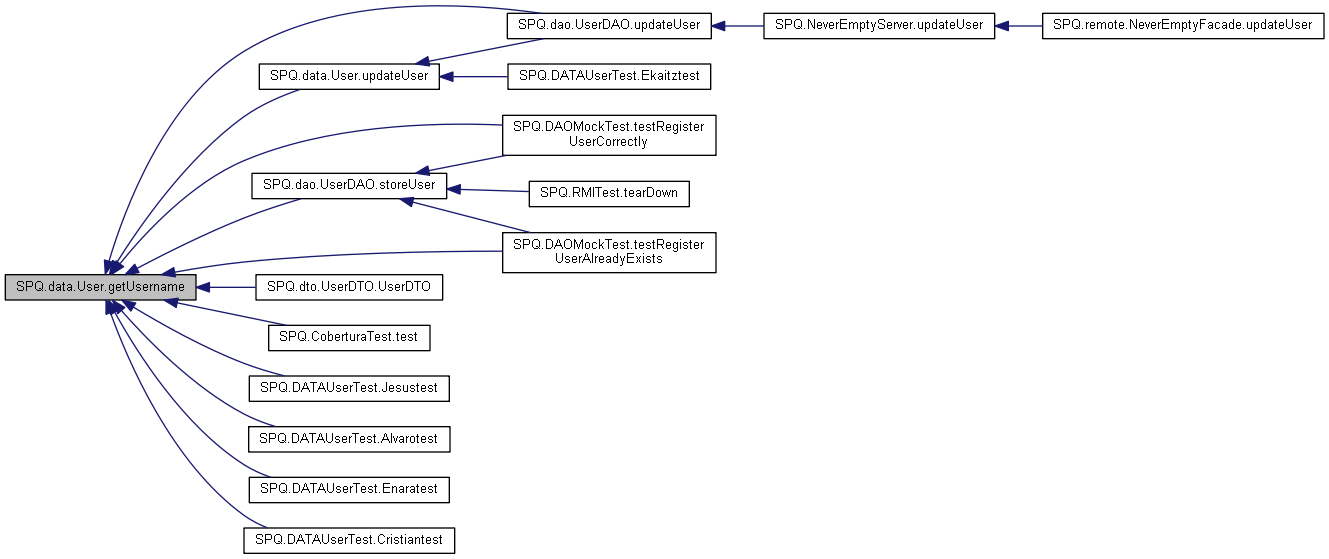 SPQ.dao.UserDAO.updateUser
SPQ.NeverEmptyServer.updateUser
SPQ.remote.NeverEmptyFacade.updateUser
SPQ.data.User.updateUser
SPQ.DATAUserTest.Ekaitztest
SPQ.DAOMockTest.testRegister
UserCorrectly
SPQ.dao.UserDAO.storeUser
SPQ.RMITest.tearDown
SPQ.DAOMockTest.testRegister
UserAlreadyExists
SPQ.data.User.getUsername
SPQ.dto.UserDTO.UserDTO
SPQ.CoberturaTest.test
SPQ.DATAUserTest.Jesustest
SPQ.DATAUserTest.Alvarotest
SPQ.DATAUserTest.Enaratest
SPQ.DATAUserTest.Cristiantest